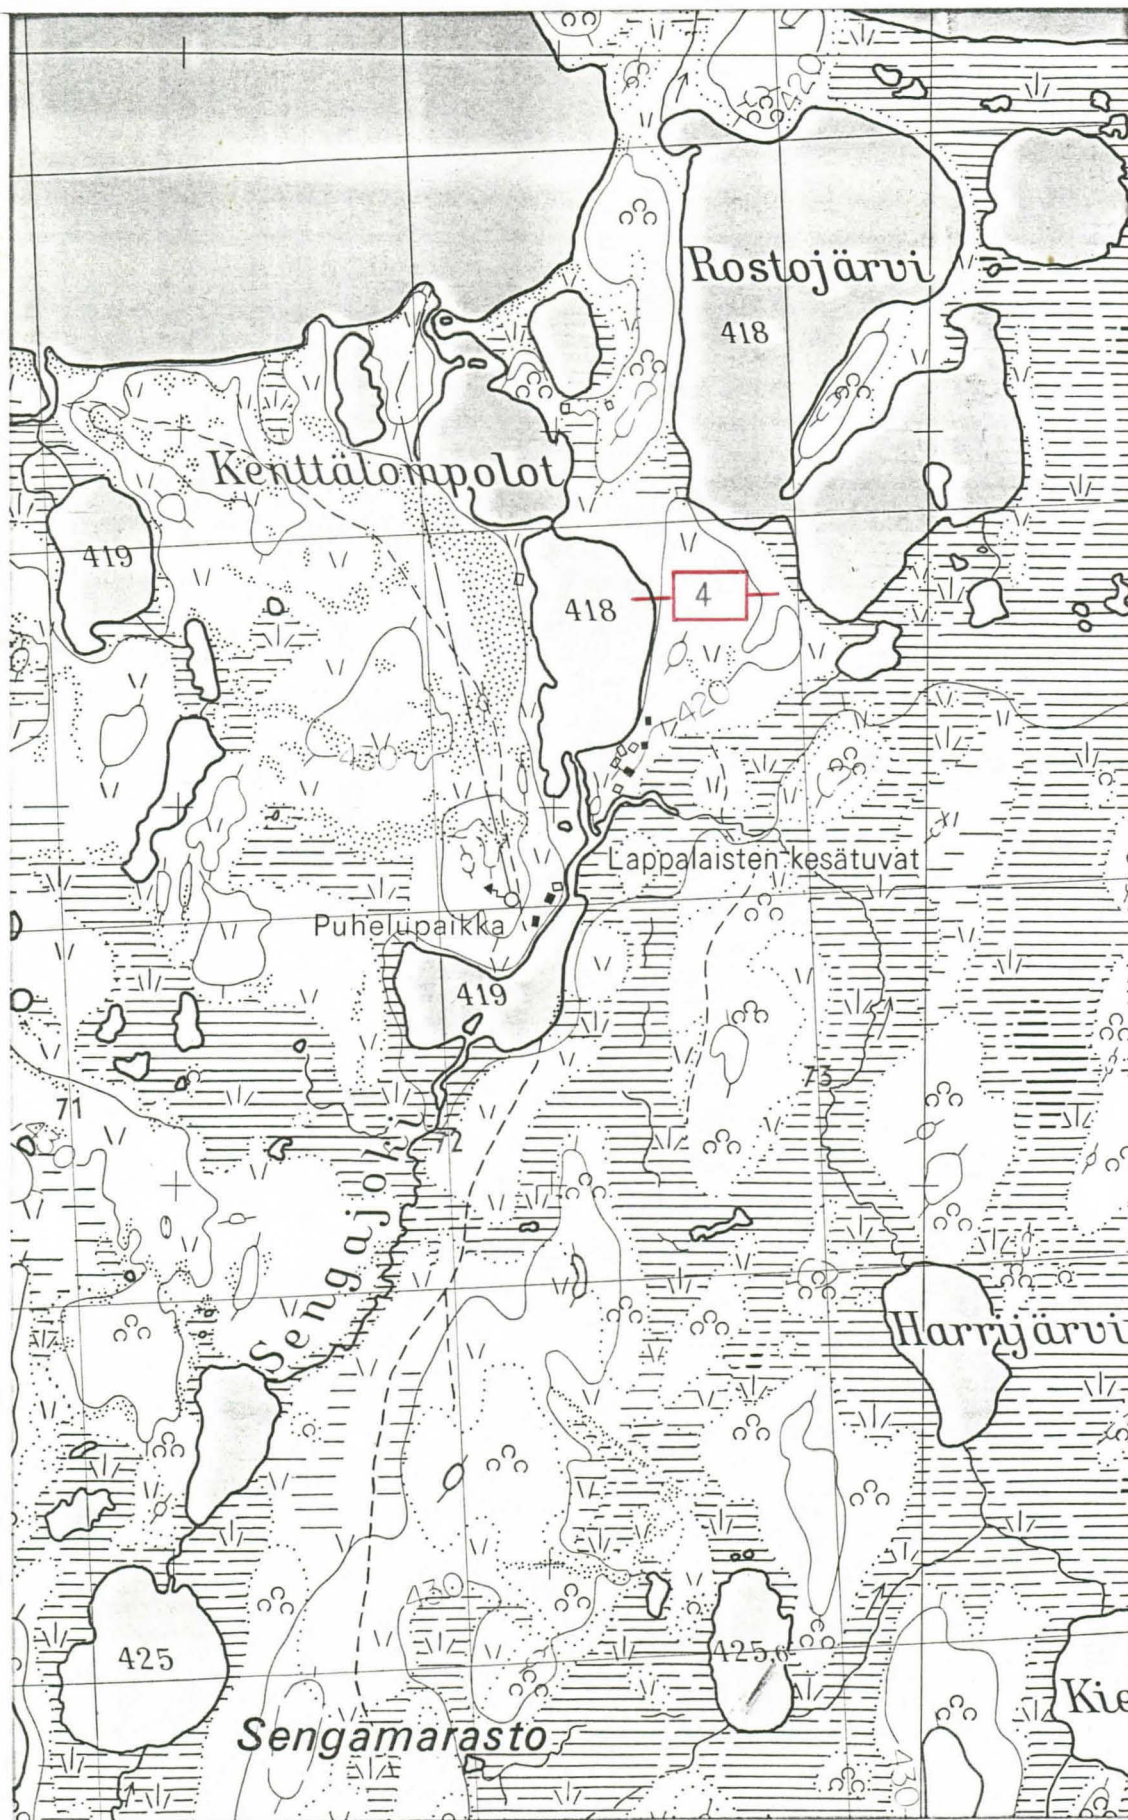 420
Rostojärvi
418
Kenttälompolot
419
418
4
420
430
Lappalaisten kesätuvat
Puhelupaikka
419
73
71
72
Sengajoki
Harrijärvi
430
425
425,6
Kie
Sengamarasto
430